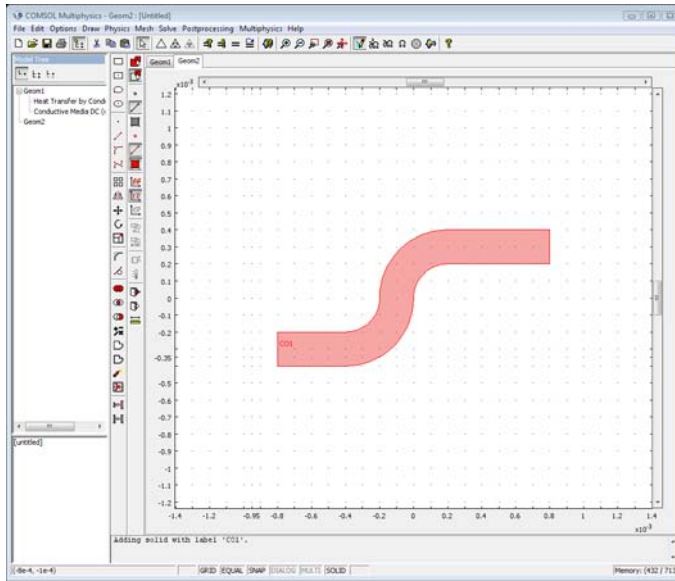 COMSOL Multiphysics - Geom2 : [Untitled]
File Edit Options Draw Physics Mesh Solve Postprocessing Multiphysics Help
Model Tree
Geom1 Geom2
Geom1
Heat Transfer by Cond
Conductive Media DC (
Geom2
x10⁻³
1.2
1.1
1
0.9
0.8
0.7
0.6
0.5
0.4
0.3
0.2
0.1
0
-0.1
-0.2
-0.35
-0.5
-0.6
-0.7
-0.8
-0.9
-1
-1.1
-1.2
CO1
-1.4 -1.2 -0.95 -0.8 -0.6 -0.4 -0.2 0 0.2 0.4 0.6 0.8 1 1.2 1.4
x10⁻³
[untitled]
Adding solid with label 'CO1'.
(-8e-4, -1e-4) GRID EQUAL SNAP DIALOG MULTI SOLID Memory: (432 /